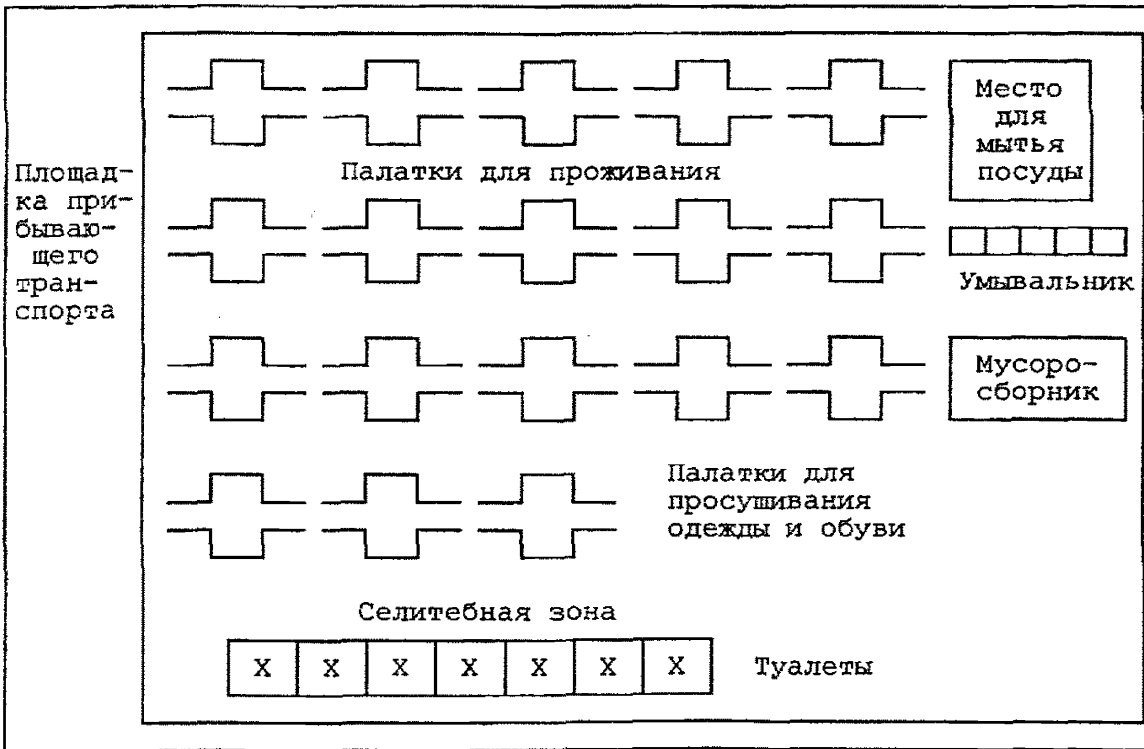 Место
для
мытья
посуды
Площад-
ка при-
бываю-
щего
тран-
спорта
Палатки для проживания
Умывальник
Мусоро-
сборник
Палатки для
просушивания
одежды и обуви
Селитебная зона
X X X X X X X
Туалеты